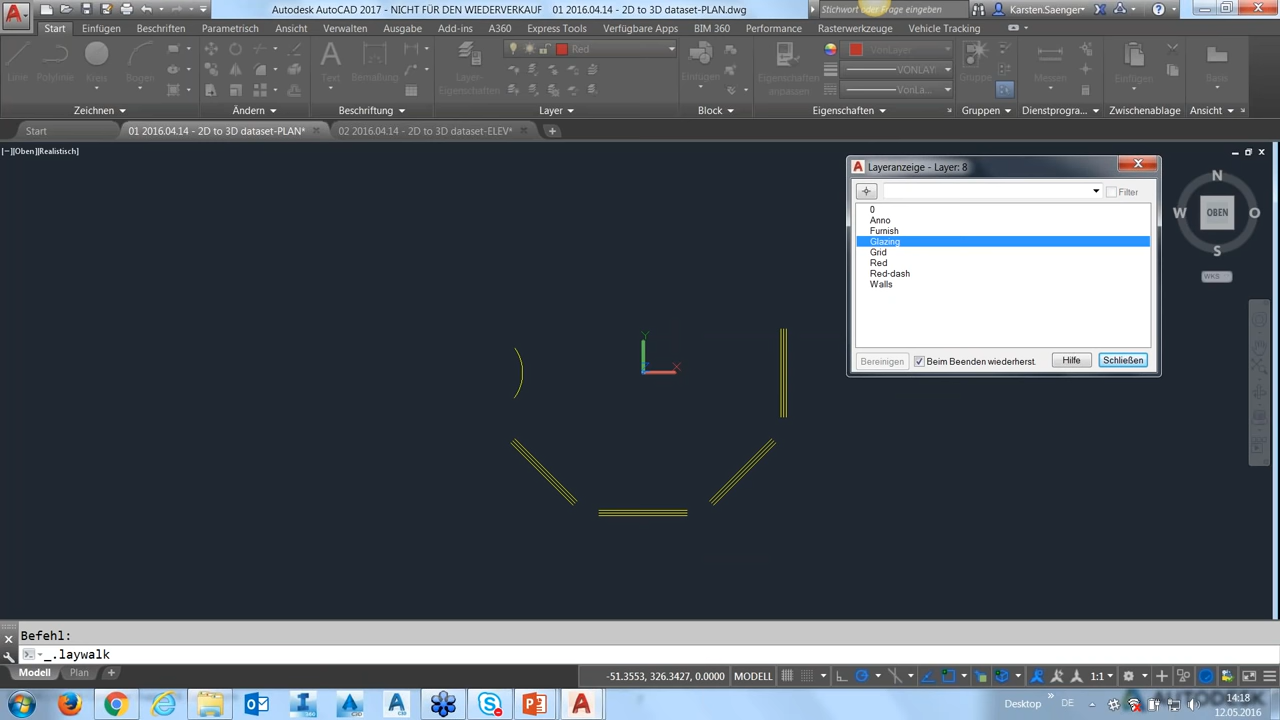 Autodesk AutoCAD 2017 - NICHT FÜR DEN WIEDERVERKAUF 01 2016.04.14 - 2D to 3D dataset-PLAN.dwg
Stichwort oder Frage eingeben
Karsten.Saenger
Start Einfügen Beschriften Parametrisch Ansicht Verwalten Ausgabe Add-ins A360 Express Tools Verfügbare Apps BIM 360 Performance Rasterwerkzeuge Vehicle Tracking
Red
VonLayer
VONLAY
VonLa...
Linie Polylinie Kreis Bogen
Text Bemaßung
Layer-
Eigenschaften
Einfügen
Eigenschaften
anpassen
Gruppe
Messen
Einfügen
Basis
Zeichnen Ändern Beschriftung Layer Block Eigenschaften Gruppen Dienstprogra... Zwischenablage Ansicht
Start 01 2016.04.14 - 2D to 3D dataset-PLAN* 02 2016.04.14 - 2D to 3D dataset-ELEV*
[−][Oben][Realistisch]
Layeranzeige - Layer: 8
Filter
0
Anno
Furnish
Glazing
Grid
Red
Red-dash
Walls
Bereinigen Beim Beenden wiederherst. Hilfe Schließen
N
W OBEN O
S
WKS
Y
X
Befehl:
_.laywalk
Modell Plan
-51.3553, 326.3427, 0.0000 MODELL 1:1
Desktop DE 14:18
12.05.2016
AUTODESK